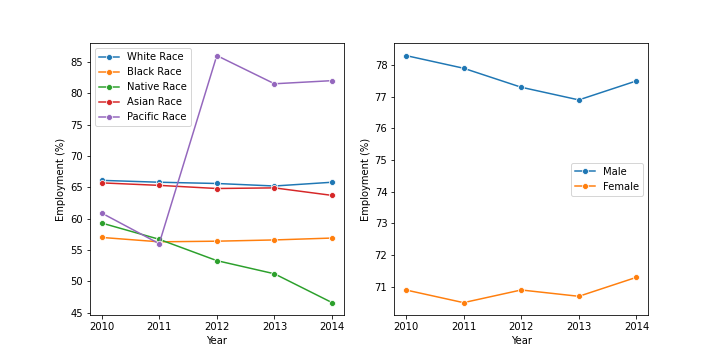 85
80
75
70
65
60
55
50
45
Employment (%)
White Race
Black Race
Native Race
Asian Race
Pacific Race
2010 2011 2012 2013 2014
Year
78
77
76
75
74
73
72
71
Employment (%)
Male
Female
2010 2011 2012 2013 2014
Year